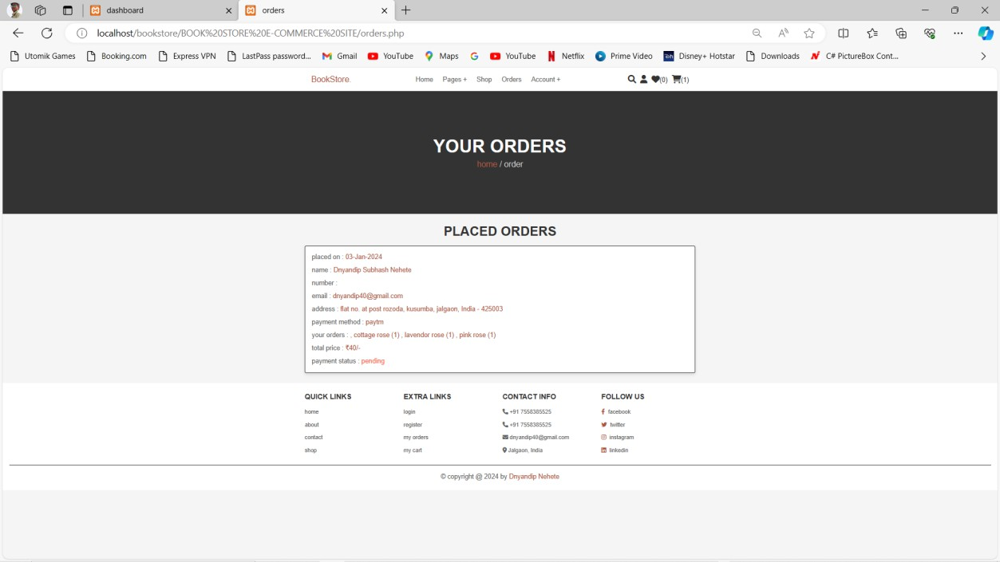 dashboard
orders
localhost/bookstore/BOOK%20STORE%20E-COMMERCE%20SITE/orders.php
Utomik Games
Booking.com
Express VPN
LastPass password...
Gmail
YouTube
Maps
YouTube
Netflix
Prime Video
Disney+ Hotstar
Downloads
C# PictureBox Cont...
BookStore.
Home
Pages +
Shop
Orders
Account +
(0)
(1)
YOUR ORDERS
home / order
PLACED ORDERS
placed on : 03-Jan-2024
name : Dnyandip Subhash Nehete
number :
email : dnyandip40@gmail.com
address : flat no. at post rozoda, kusumba, jalgaon, India - 425003
payment method : paytm
your orders : , cottage rose (1) , lavendor rose (1) , pink rose (1)
total price : ₹40/-
payment status : pending
QUICK LINKS
home
about
contact
shop
EXTRA LINKS
login
register
my orders
my cart
CONTACT INFO
+91 7558385525
+91 7558385525
dnyandip40@gmail.com
Jalgaon, India
FOLLOW US
facebook
twitter
instagram
linkedin
© copyright @ 2024 by Dnyandip Nehete